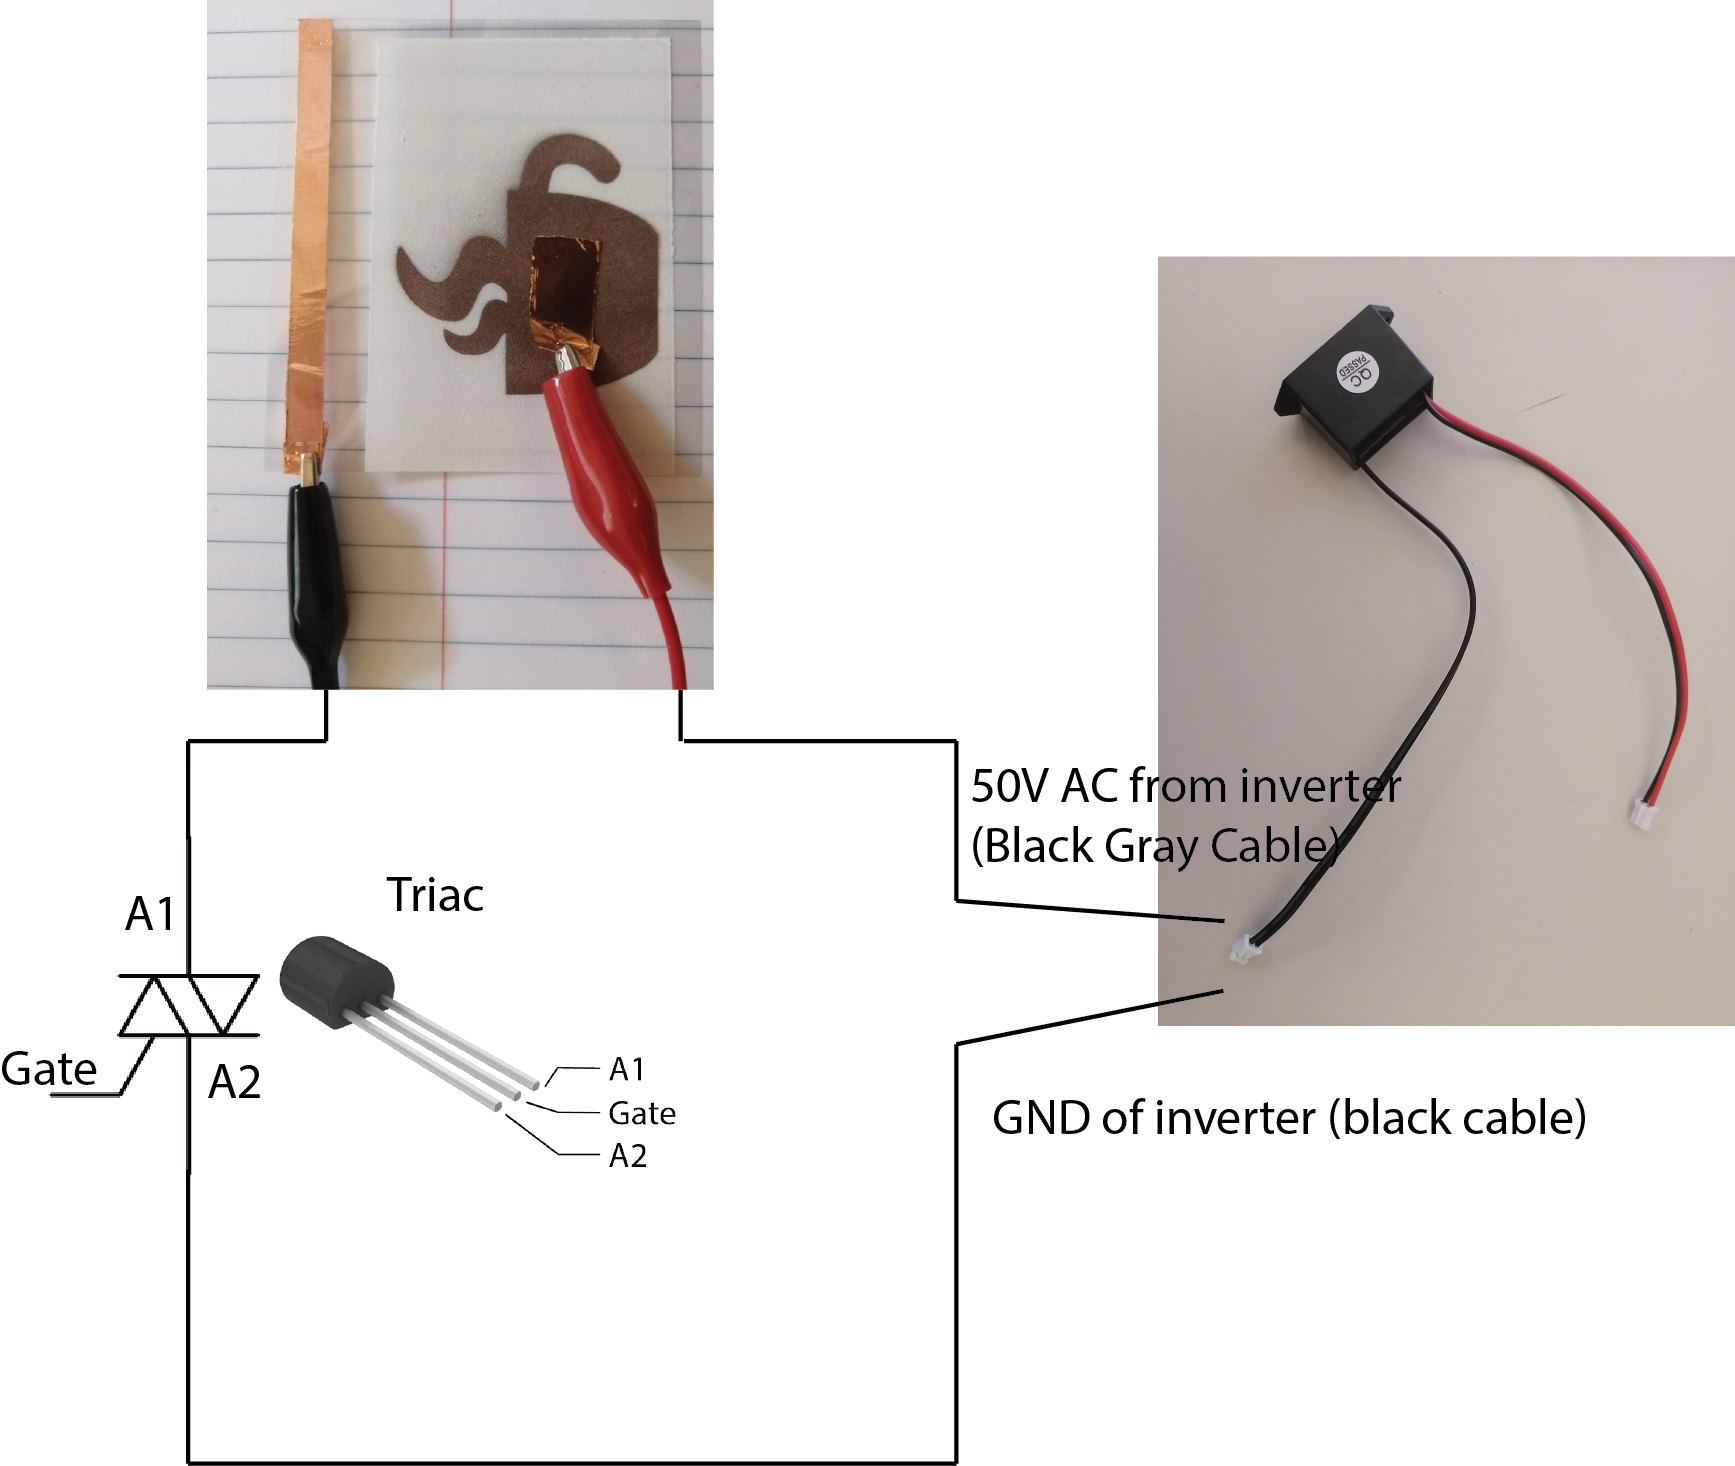 QC
PASSED
50V AC from inverter
(Black Gray Cable)
Triac
A1
Gate
A2
A1
Gate
A2
GND of inverter (black cable)